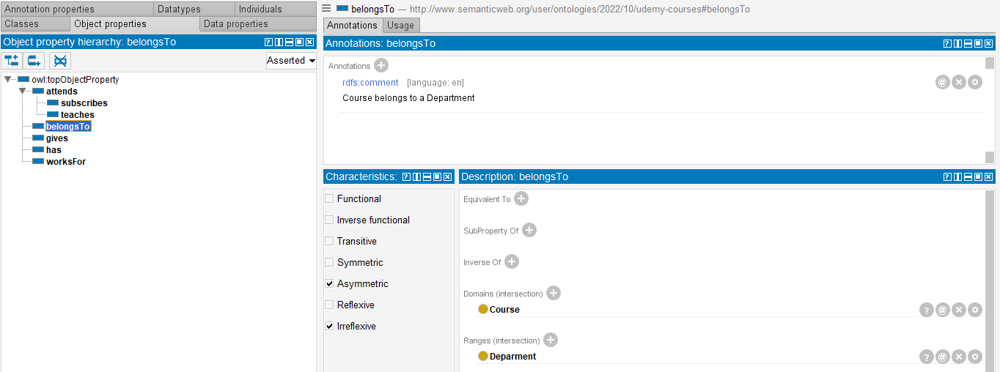 Annotation properties Datatypes Individuals
Classes Object properties Data properties
Object property hierarchy: belongsTo
Asserted
owl:topObjectProperty
attends
subscribes
teaches
belongsTo
gives
has
worksFor
belongsTo — http://www.semanticweb.org/user/ontologies/2022/10/udemy-courses#belongsTo
Annotations Usage
Annotations: belongsTo
Annotations
rdfs:comment [language: en]
Course belongs to a Department
Characteristics:
Functional
Inverse functional
Transitive
Symmetric
Asymmetric
Reflexive
Irreflexive
Description: belongsTo
Equivalent To
SubProperty Of
Inverse Of
Domains (intersection)
Course
Ranges (intersection)
Deparment